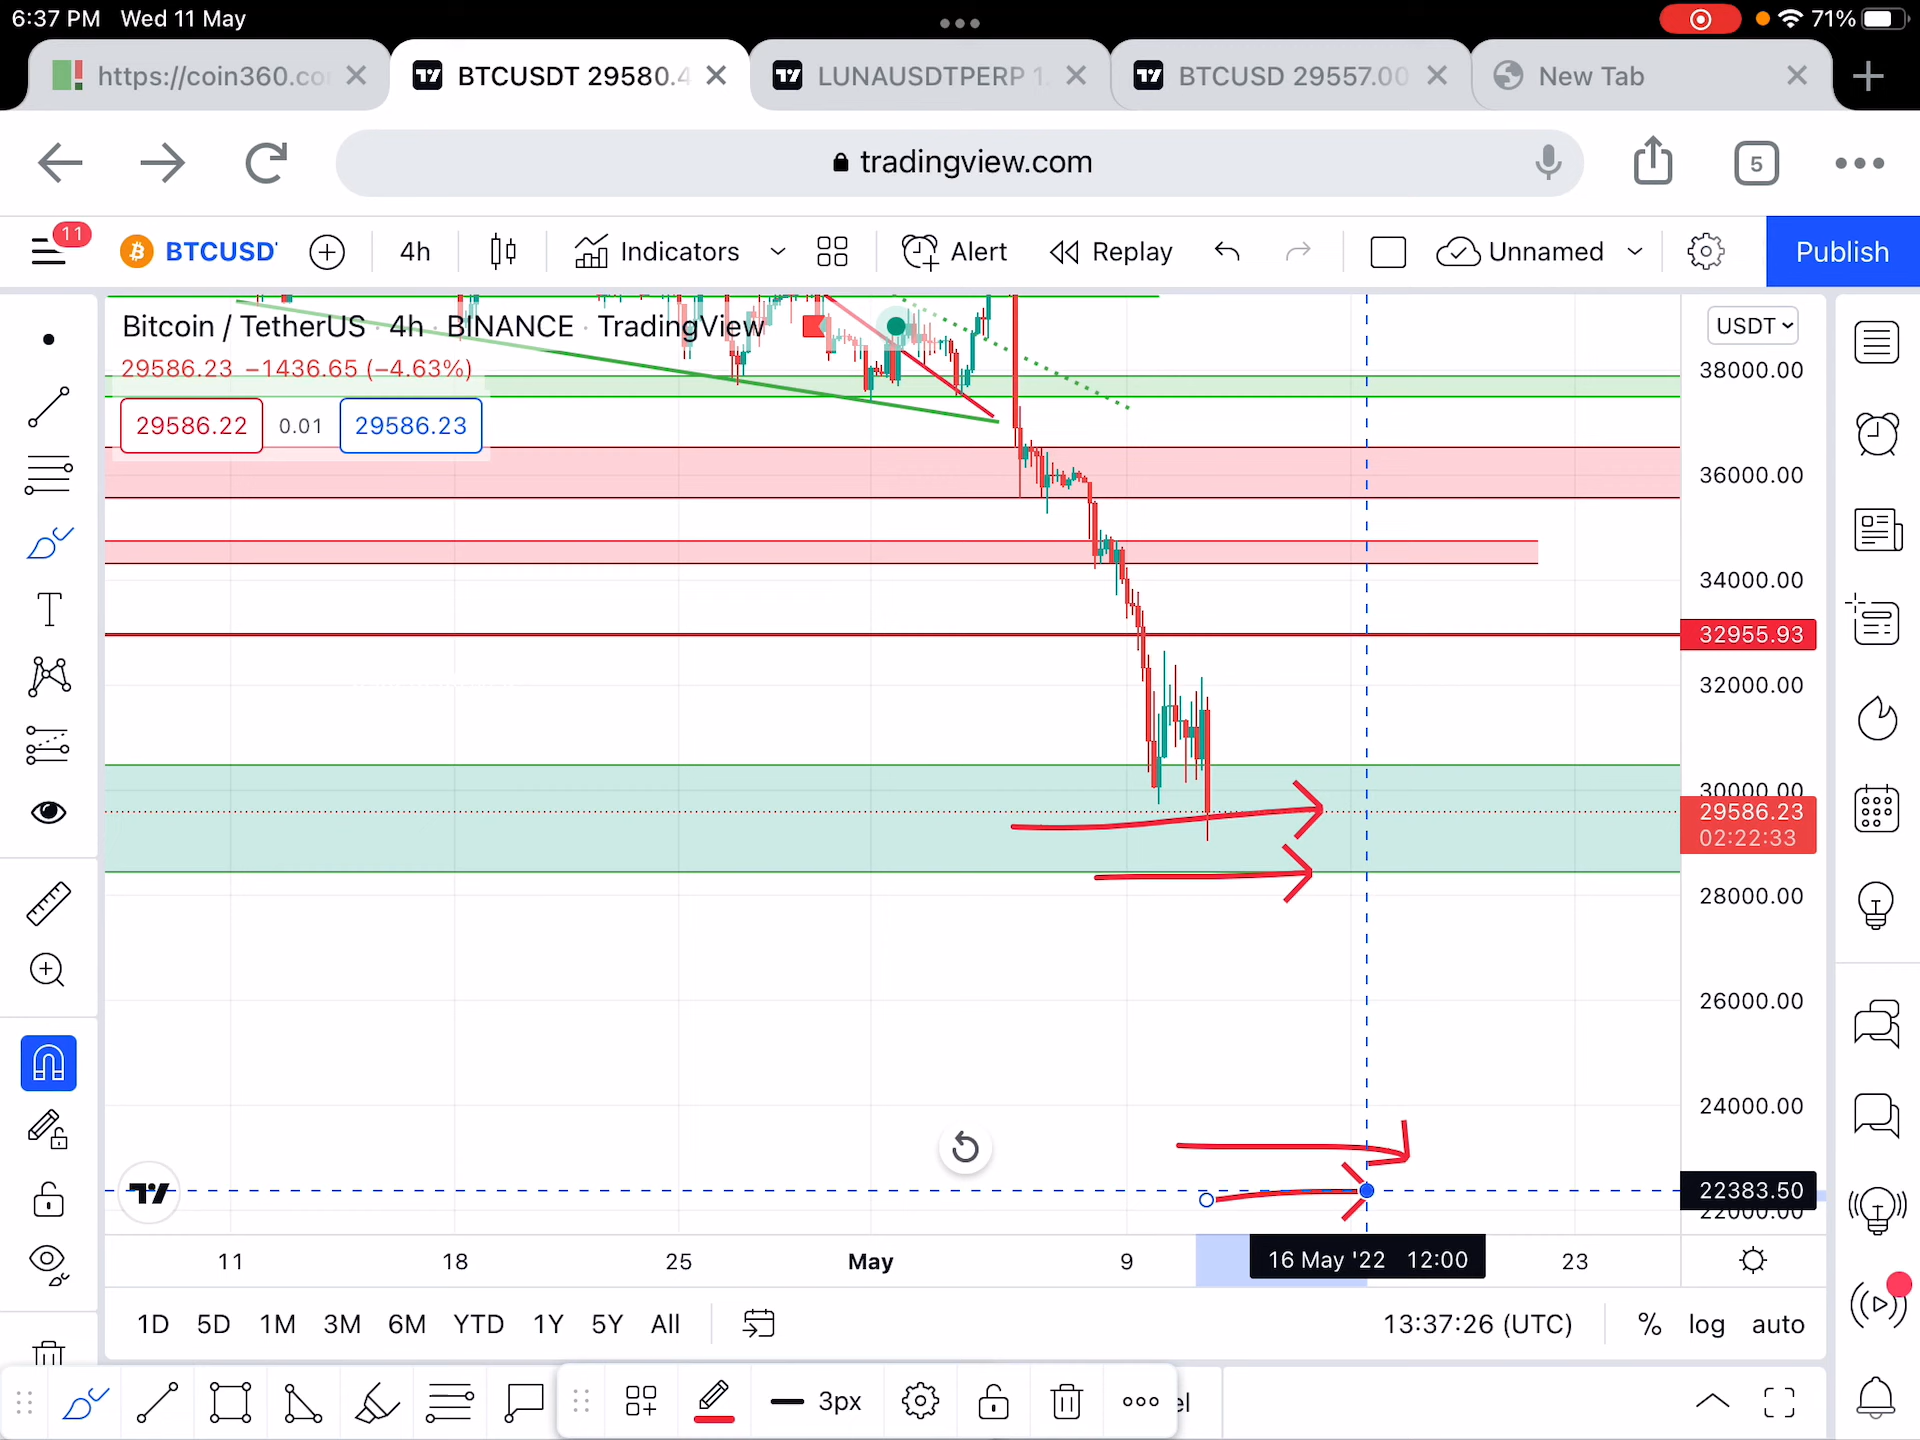 6:37 PM Wed 11 May
71%
https://coin360.co
BTCUSDT 29580.4
LUNAUSDTPERP 1.
BTCUSD 29557.00
New Tab
tradingview.com
5
11
BTCUSD
4h
Indicators
Alert
Replay
Unnamed
Publish
Bitcoin / TetherUS · 4h · BINANCE · TradingView
USDT
29586.23 −1436.65 (−4.63%)
29586.22
0.01
29586.23
38000.00
36000.00
34000.00
32955.93
32000.00
30000.00
29586.23
02:22:33
28000.00
26000.00
24000.00
22383.50
22000.00
11
18
25
May
9
16 May '22 12:00
23
1D
5D
1M
3M
6M
YTD
1Y
5Y
All
13:37:26 (UTC)
%
log
auto
3px
el